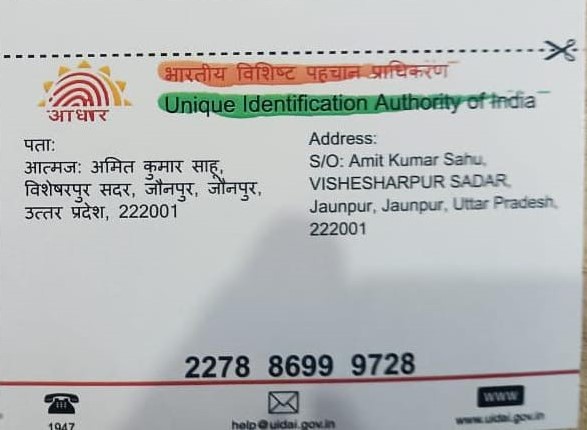 भारतीय विशिष्ट पहचान प्राधिकरण
Unique Identification Authority of India
आधार
पता:
आत्मज: अमित कुमार साहू,
विशेषरपुर सदर, जौनपुर, जौनपुर,
उत्तर प्रदेश, 222001
Address:
S/O: Amit Kumar Sahu,
VISHESHARPUR SADAR,
Jaunpur, Jaunpur, Uttar Pradesh,
222001
2278 8699 9728
1947
help@uidai.gov.in
WWW
www.uidai.gov.in